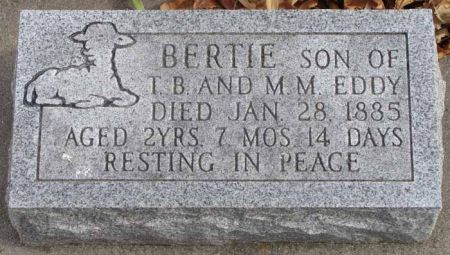 BERTIE SON OF
T. B. AND M. M. EDDY
DIED JAN. 28, 1885
AGED 2YRS. 7 MOS. 14 DAYS
RESTING IN PEACE